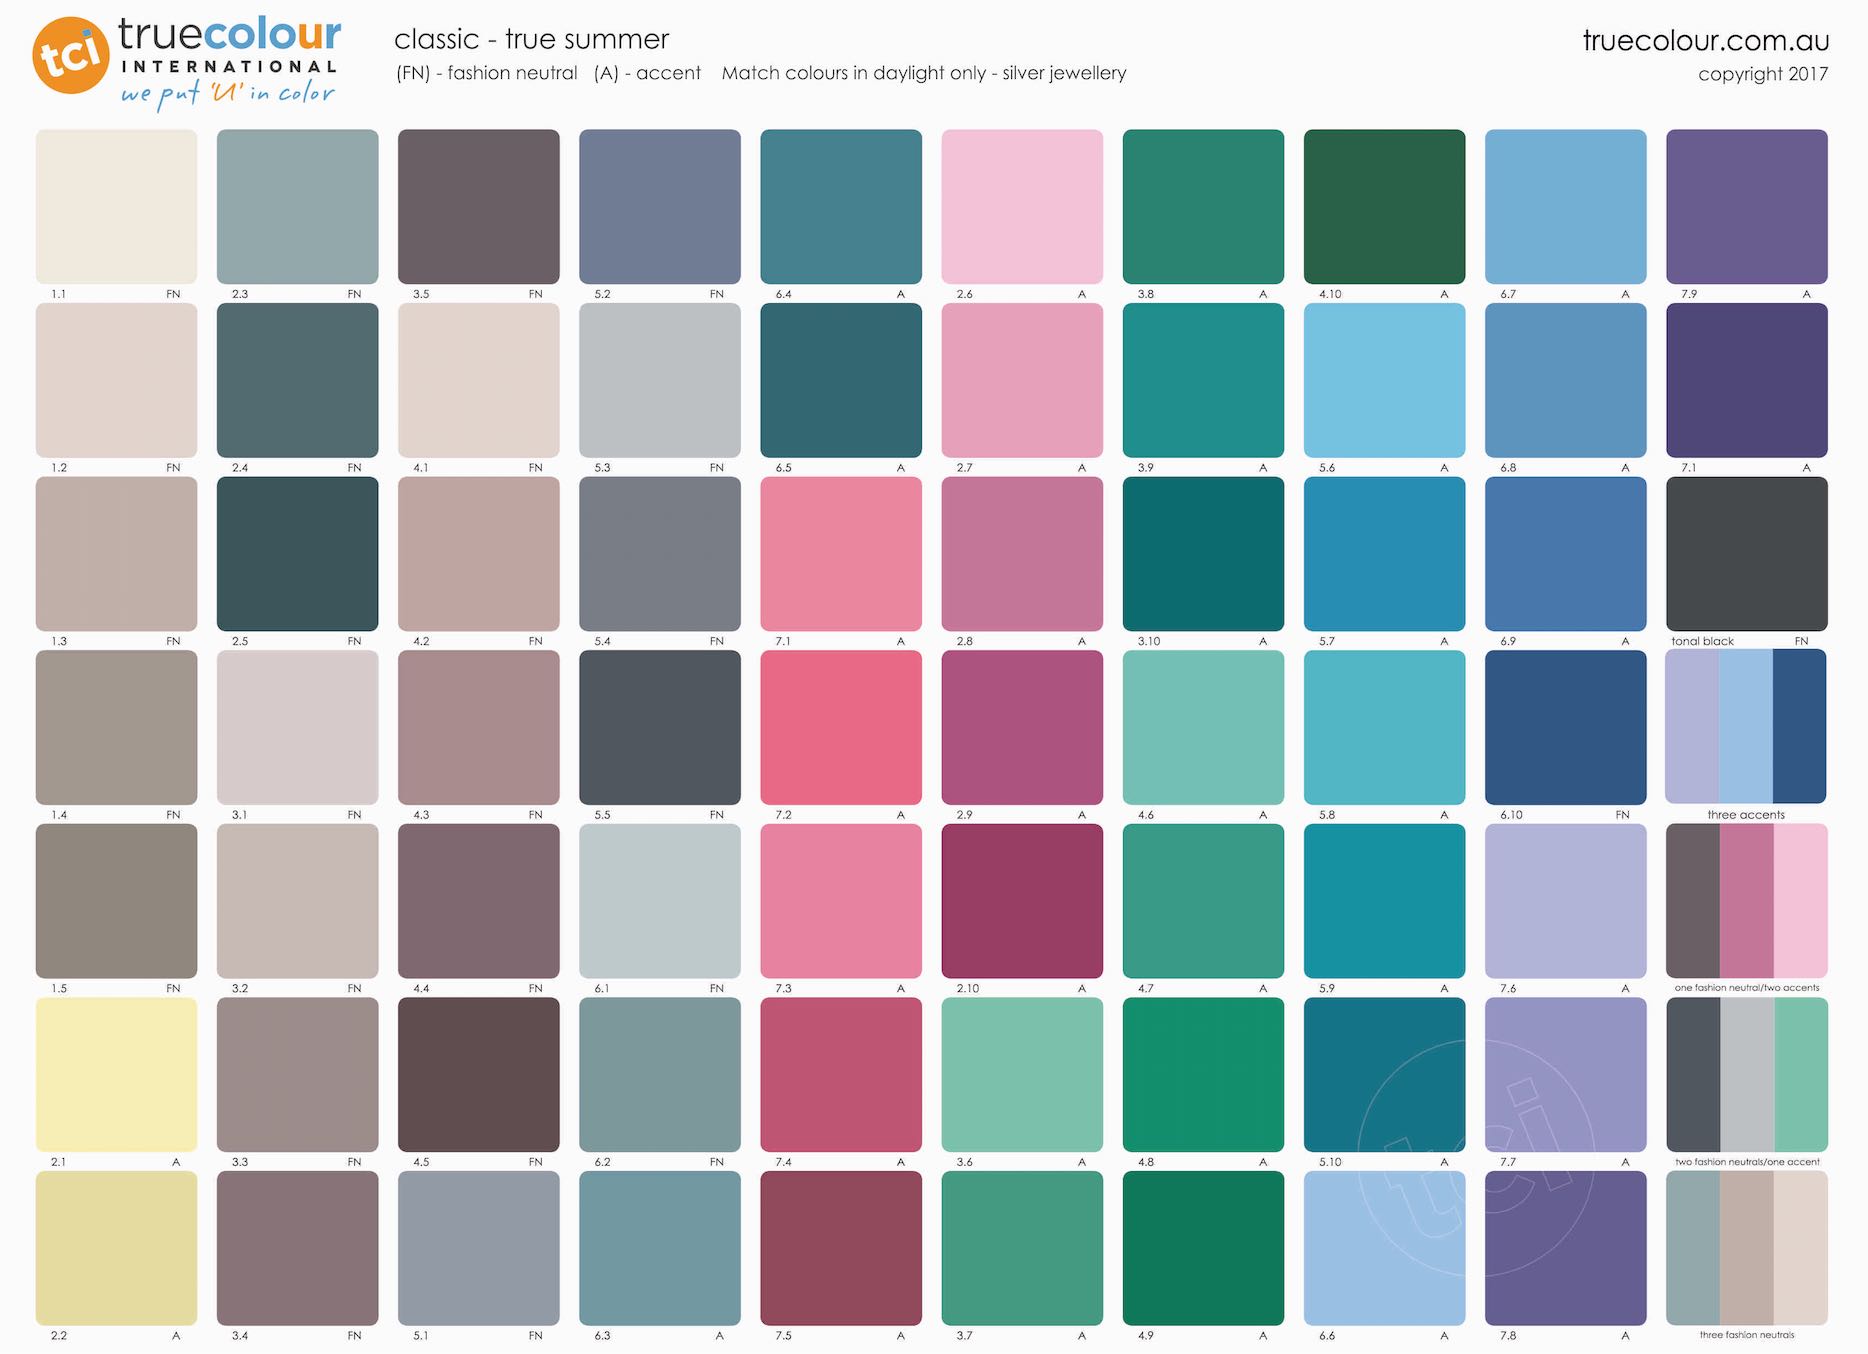 tci
truecolour
INTERNATIONAL
we put 'U' in color
classic - true summer
(FN) - fashion neutral (A) - accent Match colours in daylight only - silver jewellery
truecolour.com.au
copyright 2017
1.1 FN 2.3 FN 3.5 FN 5.2 FN 6.4 A 2.6 A 3.8 A 4.10 A 6.7 A 7.9 A
1.2 FN 2.4 FN 4.1 FN 5.3 FN 6.5 A 2.7 A 3.9 A 5.6 A 6.8 A 7.1 A
1.3 FN 2.5 FN 4.2 FN 5.4 FN 7.1 A 2.8 A 3.10 A 5.7 A 6.9 A tonal black FN
1.4 FN 3.1 FN 4.3 FN 5.5 FN 7.2 A 2.9 A 4.6 A 5.8 A 6.10 FN three accents
1.5 FN 3.2 FN 4.4 FN 6.1 FN 7.3 A 2.10 A 4.7 A 5.9 A 7.6 A one fashion neutral/two accents
2.1 A 3.3 FN 4.5 FN 6.2 FN 7.4 A 3.6 A 4.8 A 5.10 A 7.7 A two fashion neutrals/one accent
tci
2.2 A 3.4 FN 5.1 FN 6.3 A 7.5 A 3.7 A 4.9 A 6.6 A 7.8 A three fashion neutrals